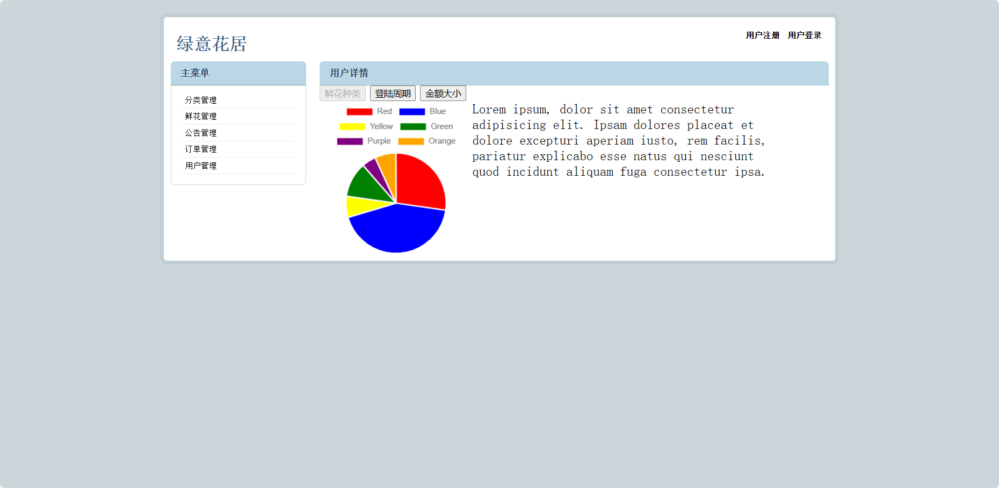 绿意花居
用户注册 用户登录
主菜单
分类管理
鲜花管理
公告管理
订单管理
用户管理
用户详情
鲜花种类 登陆周期 金额大小
Red Blue
Yellow Green
Purple Orange
Lorem ipsum, dolor sit amet consectetur
adipisicing elit. Ipsam dolores placeat et
dolore excepturi aperiam iusto, rem facilis,
pariatur explicabo esse natus qui nesciunt
quod incidunt aliquam fuga consectetur ipsa.